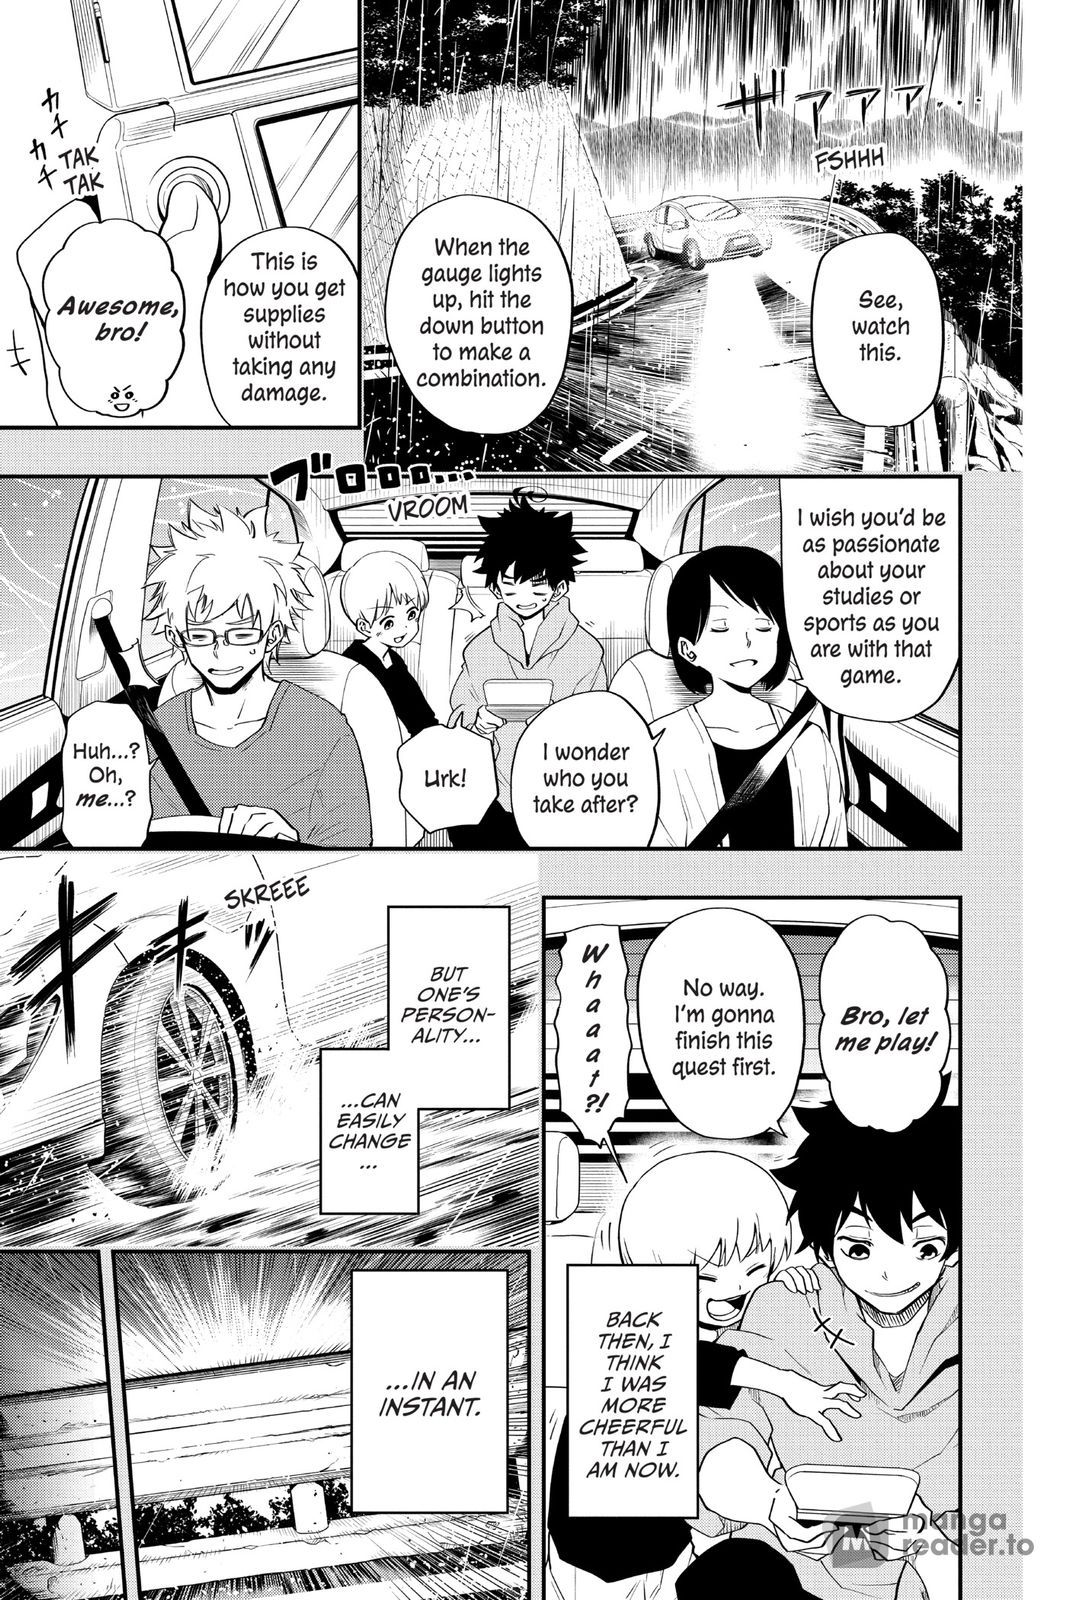 ザァァァ...
FSHHH
See,
watch
this.
When the
gauge lights
up, hit the
down button
to make a
combination.
カチ
カチ
TAK
TAK
This is
how you get
supplies
without
taking any
damage.
Awesome,
bro!
ブロロロ...
VROOM
I wish you'd be
as passionate
about your
studies or
sports as you
are with that
game.
I wonder
who you
take after?
Urk!
Huh...?
Oh,
me...?
Bro, let
me play!
No way.
I'm gonna
finish this
quest first.
Whaaat?!
BACK
THEN, I
THINK
I WAS
MORE
CHEERFUL
THAN I
AM NOW.
SKREEE
BUT
ONE'S
PERSON-
ALITY...
...CAN
EASILY
CHANGE
...
...IN AN
INSTANT.
manga
reader.to